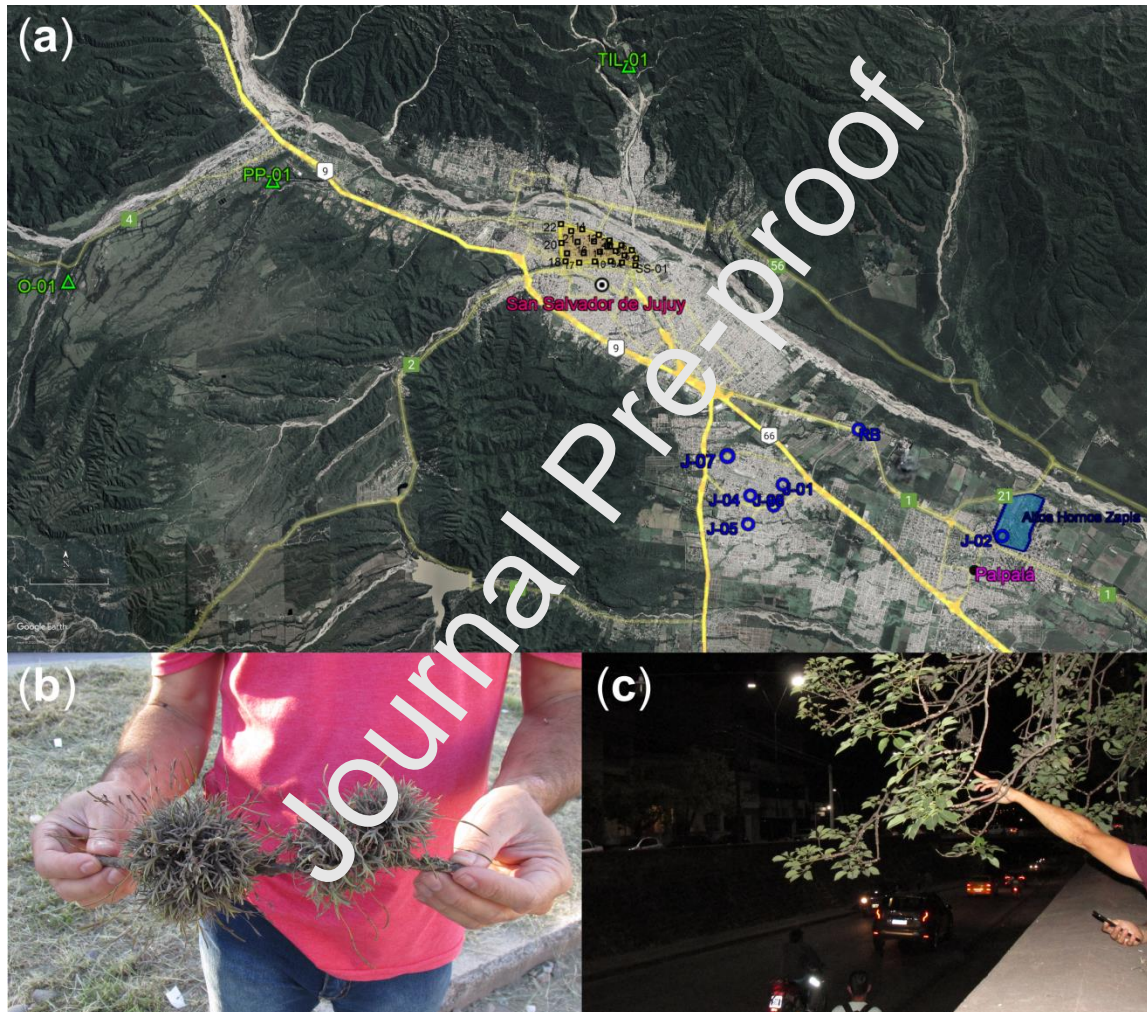 (a)
TIL-01
PP-01
9
4
O-01
22
20
18
17
SS-01
56
San Salvador de Jujuy
2
9
66
RB
J-07
J-01
J-04
J-05
1
21
Altos Hornos Zapla
J-02
Palpalá
1
Google Earth
Journal Pre-proof
(b)
(c)